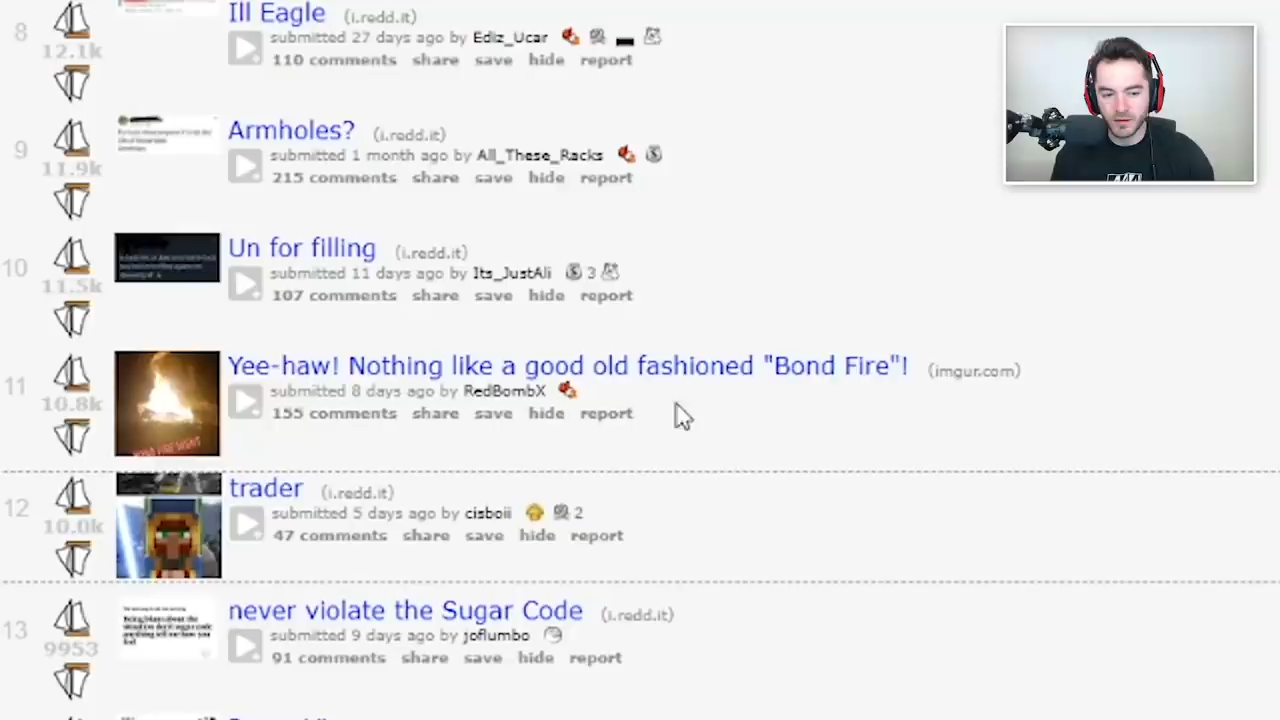 8
12.1k
Ill Eagle (i.redd.it)
submitted 27 days ago by Ediz_Ucar
110 comments share save hide report
9
11.9k
Armholes? (i.redd.it)
submitted 1 month ago by All_These_Racks
215 comments share save hide report
10
11.5k
Un for filling (i.redd.it)
submitted 11 days ago by Its_JustAli 3
107 comments share save hide report
11
10.8k
Yee-haw! Nothing like a good old fashioned "Bond Fire"! (imgur.com)
submitted 8 days ago by RedBombX
155 comments share save hide report
12
10.0k
trader (i.redd.it)
submitted 5 days ago by cisboii 2
47 comments share save hide report
13
9953
never violate the Sugar Code (i.redd.it)
submitted 9 days ago by joflumbo
91 comments share save hide report